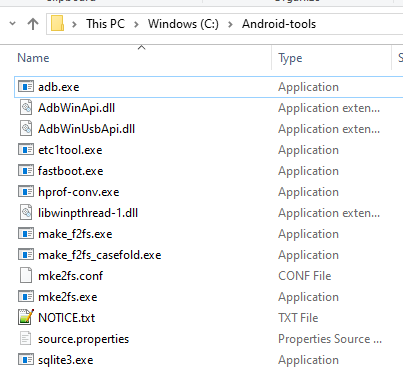 This PC > Windows (C:) > Android-tools
Name Type S
adb.exe Application
AdbWinApi.dll Application exten...
AdbWinUsbApi.dll Application exten...
etc1tool.exe Application
fastboot.exe Application
hprof-conv.exe Application
libwinpthread-1.dll Application exten...
make_f2fs.exe Application
make_f2fs_casefold.exe Application
mke2fs.conf CONF File
mke2fs.exe Application
NOTICE.txt TXT File
source.properties Properties Source ...
sqlite3.exe Application